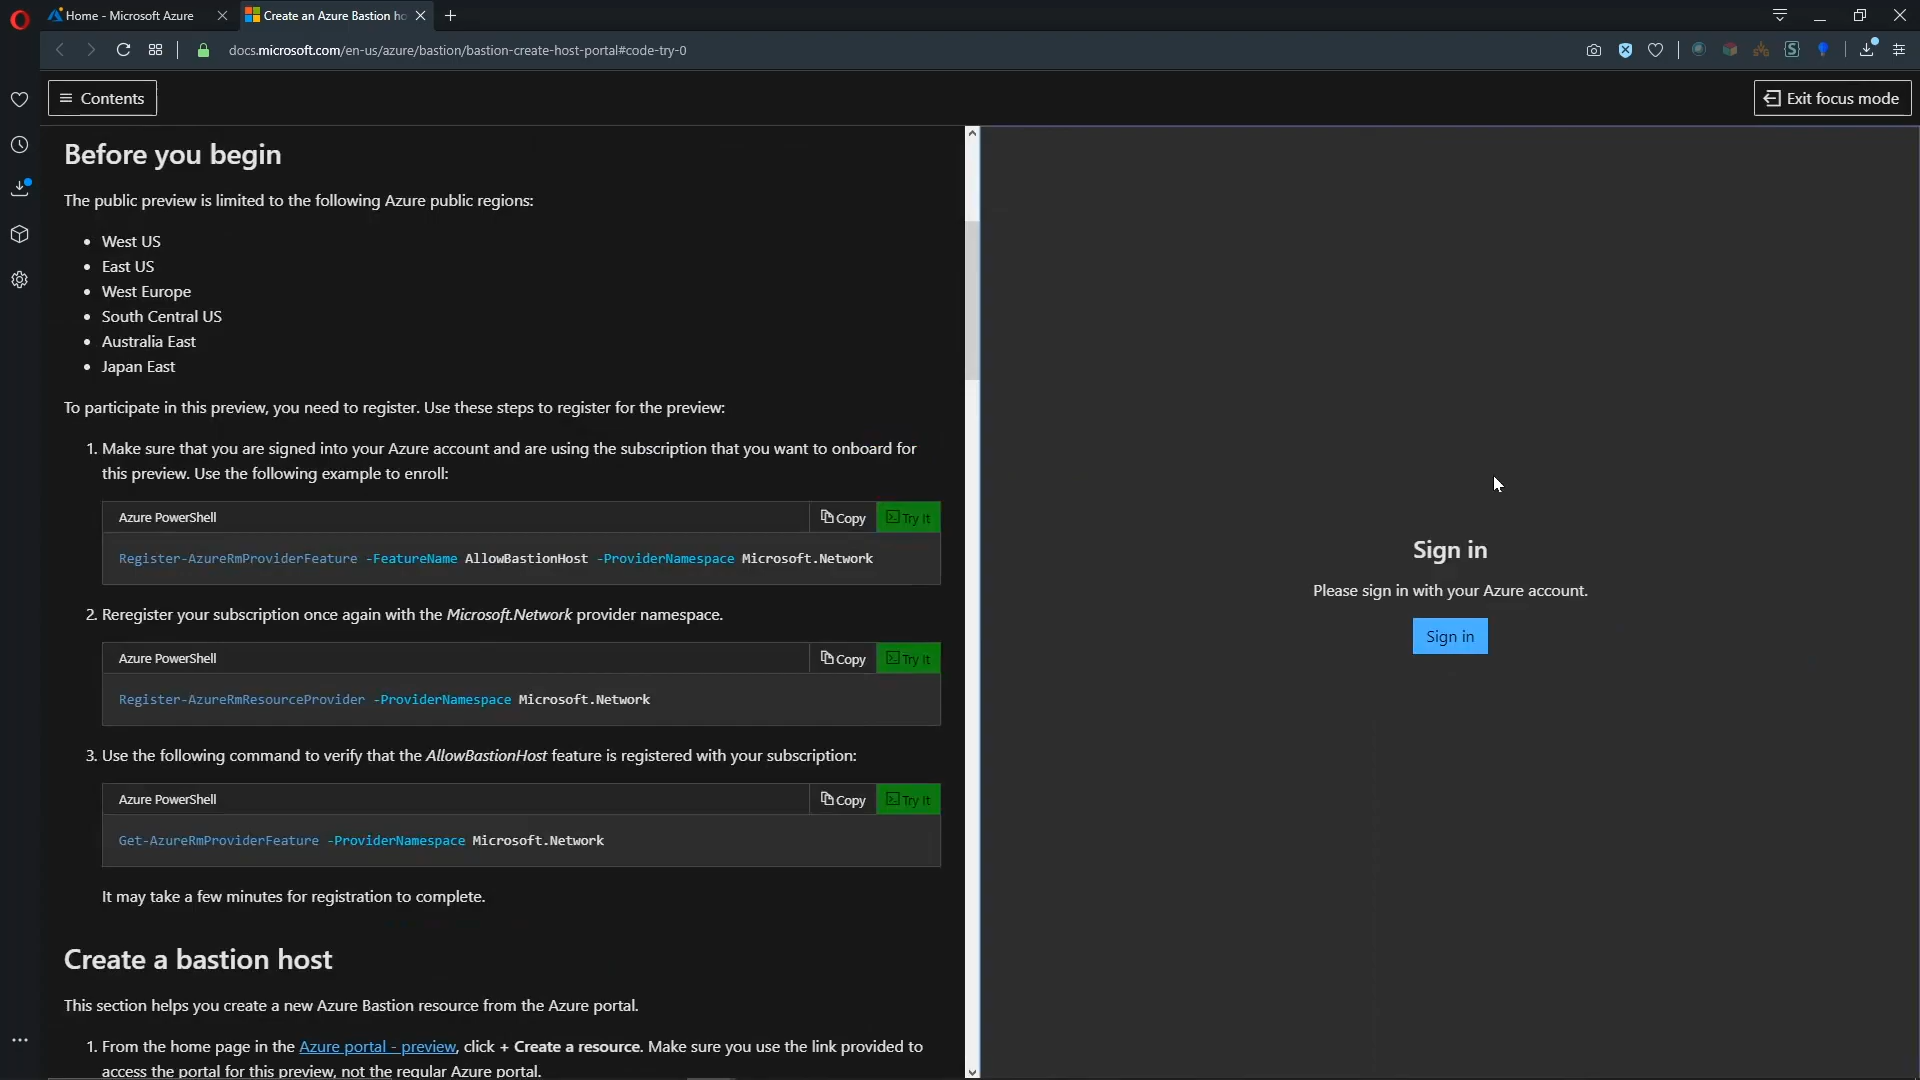 Home - Microsoft Azure
Create an Azure Bastion ho
docs.microsoft.com/en-us/azure/bastion/bastion-create-host-portal#code-try-0
Contents
Exit focus mode
Before you begin
The public preview is limited to the following Azure public regions:
• West US
• East US
• West Europe
• South Central US
• Australia East
• Japan East
To participate in this preview, you need to register. Use these steps to register for the preview:
1. Make sure that you are signed into your Azure account and are using the subscription that you want to onboard for
this preview. Use the following example to enroll:
Azure PowerShell
Copy
Try It
Register-AzureRmProviderFeature -FeatureName AllowBastionHost -ProviderNamespace Microsoft.Network
2. Reregister your subscription once again with the Microsoft.Network provider namespace.
Azure PowerShell
Copy
Try It
Register-AzureRmResourceProvider -ProviderNamespace Microsoft.Network
3. Use the following command to verify that the AllowBastionHost feature is registered with your subscription:
Azure PowerShell
Copy
Try It
Get-AzureRmProviderFeature -ProviderNamespace Microsoft.Network
It may take a few minutes for registration to complete.
Create a bastion host
This section helps you create a new Azure Bastion resource from the Azure portal.
1. From the home page in the Azure portal - preview, click + Create a resource. Make sure you use the link provided to
access the portal for this preview, not the regular Azure portal.
Sign in
Please sign in with your Azure account.
Sign in